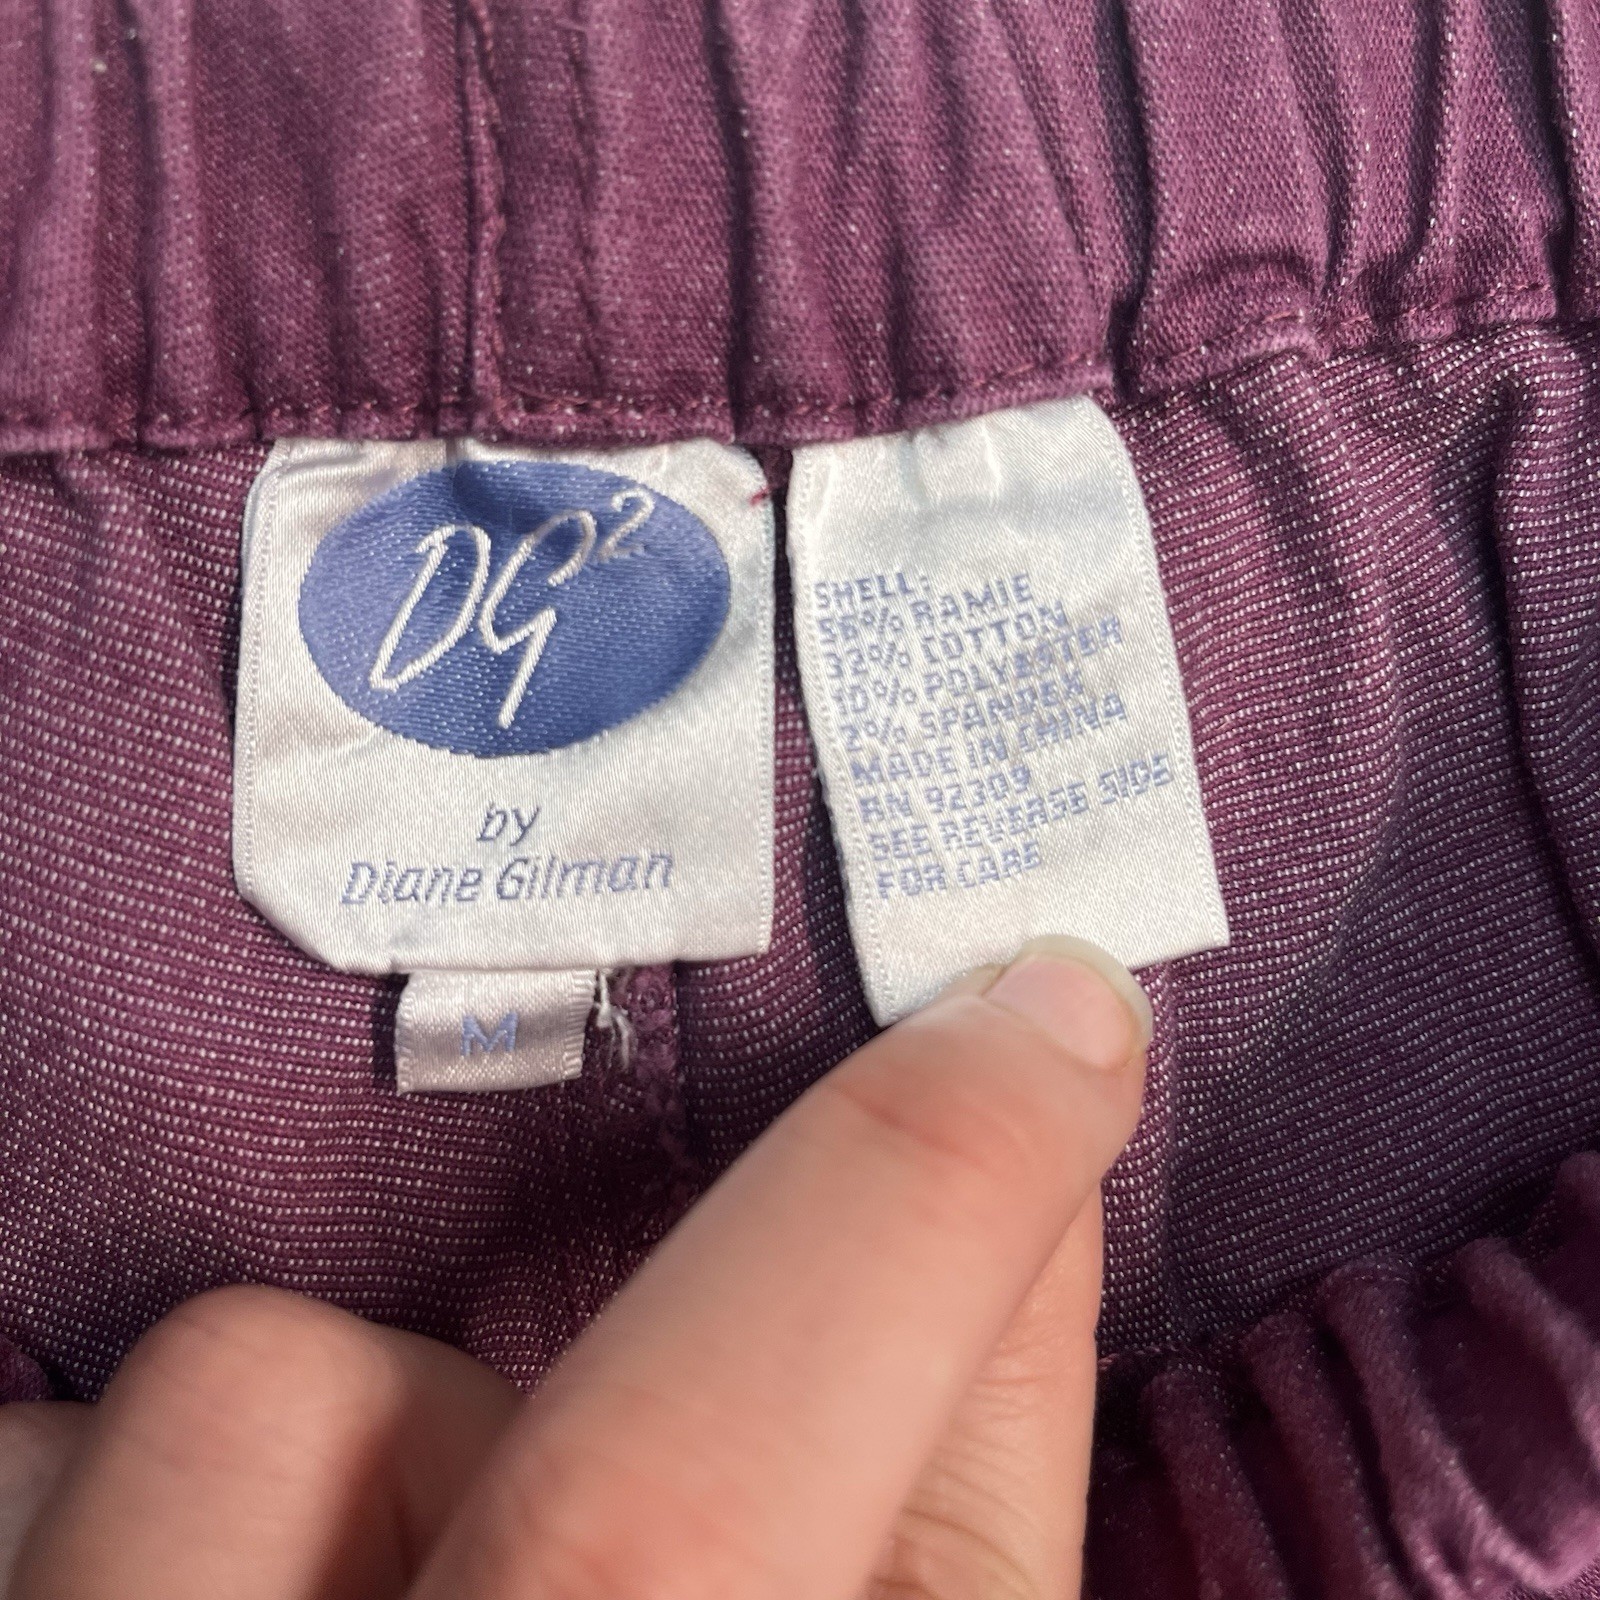 DG²
by
Diane Gilman
M
SHELL:
56% RAMIE
32% COTTON
10% POLYESTER
2% SPANDEX
MADE IN CHINA
RN 92309
SEE REVERSE SIDE
FOR CARE